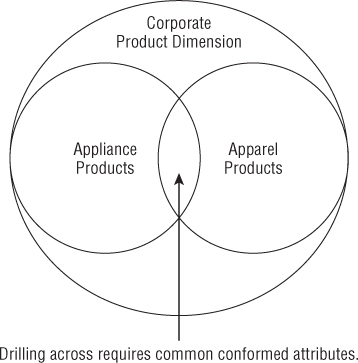 Corporate
Product Dimension
Appliance
Products
Apparel
Products
Drilling across requires common conformed attributes.